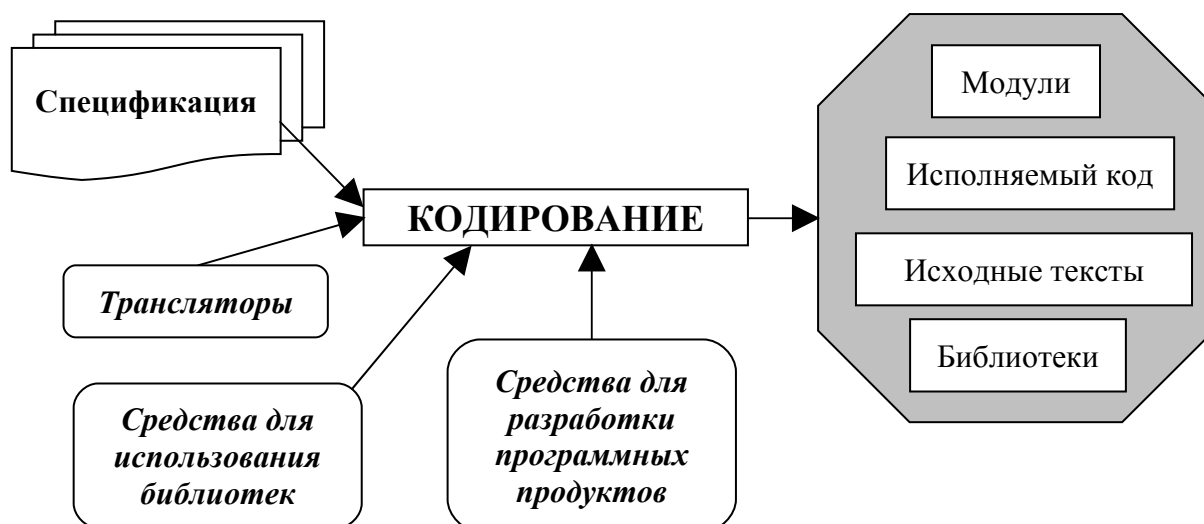 Спецификация
Модули
Исполняемый код
КОДИРОВАНИЕ
Исходные тексты
Трансляторы
Библиотеки
Средства для
использования
библиотек
Средства для
разработки
программных
продуктов